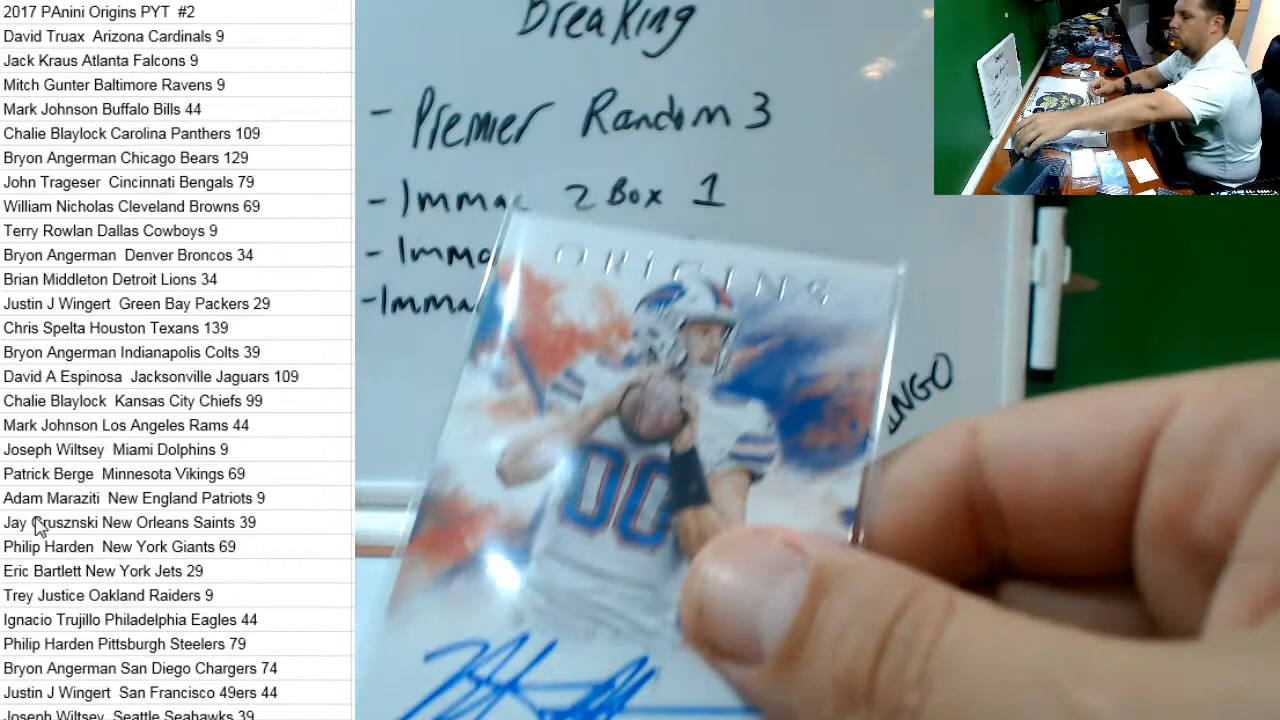 2017 PAnini Origins PYT #2
David Truax Arizona Cardinals 9
Jack Kraus Atlanta Falcons 9
Mitch Gunter Baltimore Ravens 9
Mark Johnson Buffalo Bills 44
Chalie Blaylock Carolina Panthers 109
Bryon Angerman Chicago Bears 129
John Trageser Cincinnati Bengals 79
William Nicholas Cleveland Browns 69
Terry Rowlan Dallas Cowboys 9
Bryon Angerman Denver Broncos 34
Brian Middleton Detroit Lions 34
Justin J Wingert Green Bay Packers 29
Chris Spelta Houston Texans 139
Bryon Angerman Indianapolis Colts 39
David A Espinosa Jacksonville Jaguars 109
Chalie Blaylock Kansas City Chiefs 99
Mark Johnson Los Angeles Rams 44
Joseph Wiltsey Miami Dolphins 9
Patrick Berge Minnesota Vikings 69
Adam Maraziti New England Patriots 9
Jay New Orleans Saints 39
Philip Harden New York Giants 69
Eric Bartlett New York Jets 29
Trey Justice Oakland Raiders 9
Ignacio Trujillo Philadelphia Eagles 44
Philip Harden Pittsburgh Steelers 79
Bryon Angerman San Diego Chargers 74
Justin J Wingert San Francisco 49ers 44
Joseph Wiltsey Seattle Seahawks 39
Breaking
- Premier Random 3
- Immac 2 Box 1
- Imma
- Imma
ORIGINS
00